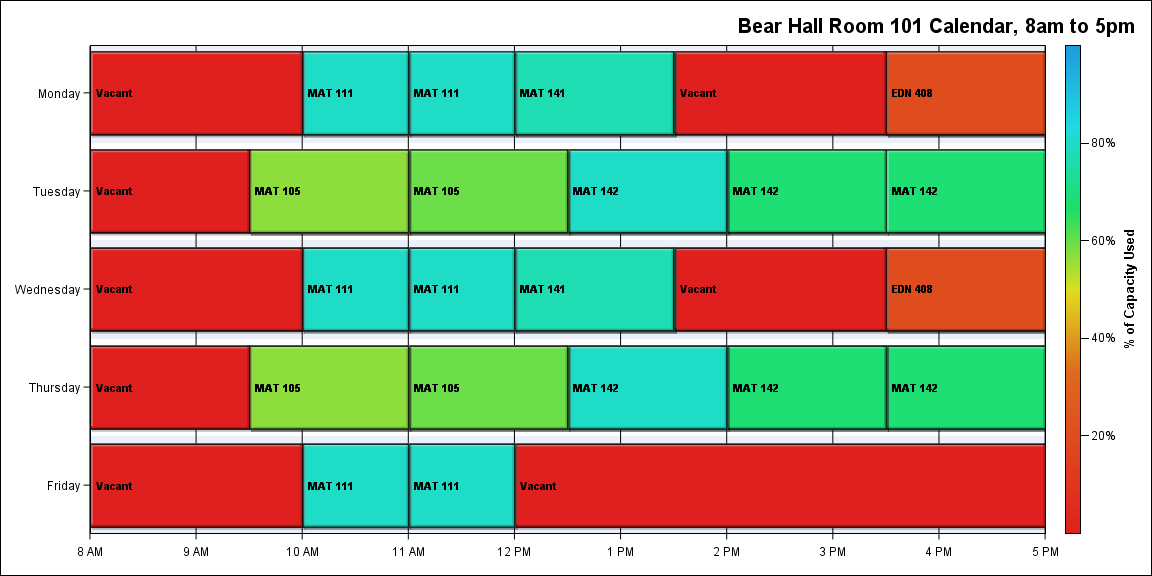 Bear Hall Room 101 Calendar, 8am to 5pm
Monday
Vacant
MAT 111
MAT 111
MAT 141
Vacant
EDN 408
Tuesday
Vacant
MAT 105
MAT 105
MAT 142
MAT 142
MAT 142
Wednesday
Vacant
MAT 111
MAT 111
MAT 141
Vacant
EDN 408
Thursday
Vacant
MAT 105
MAT 105
MAT 142
MAT 142
MAT 142
Friday
Vacant
MAT 111
MAT 111
Vacant
8 AM
9 AM
10 AM
11 AM
12 PM
1 PM
2 PM
3 PM
4 PM
5 PM
80%
60%
40%
20%
% of Capacity Used